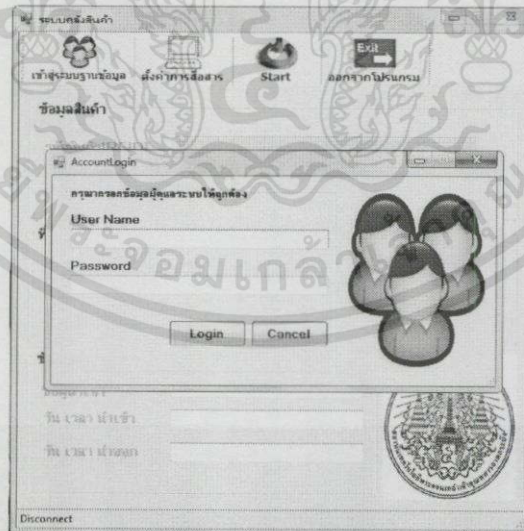 ระบบคลังสินค้า
Exit
เข้าสู่ระบบฐานข้อมูล ตั้งค่าการสื่อสาร Start ออกจากโปรแกรม
ข้อมูลสินค้า
AccountLogin
กรุณากรอกข้อมูลผู้ดูแลระบบให้ถูกต้อง
User Name
Password
Login Cancel
วัน เวลา นำเข้า
วัน เวลา นำออก
Disconnect